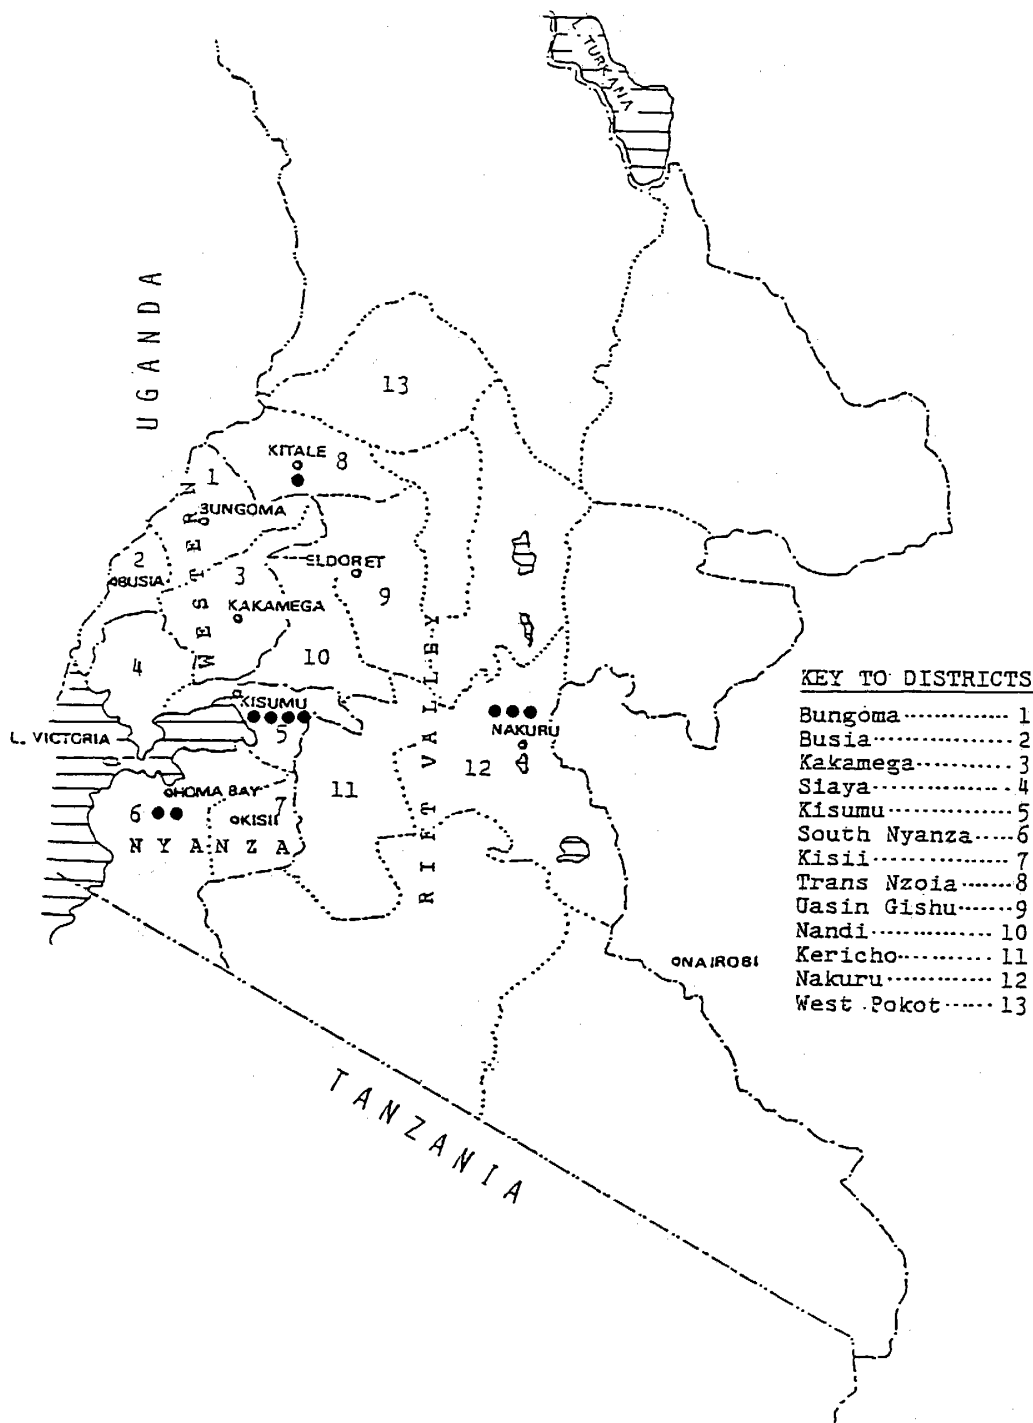 L. TURKANA
UGANDA
13
KITALE
8
1
BUNGOMA
WESTERN
2
BUSIA
3
ELDORET
9
KAKAMEGA
4
10
RIFT VALLEY
KISUMU
5
L. VICTORIA
NAKURU
12
11
HOMA BAY
6
7
KISII
NYANZA
NAIROBI
TANZANIA
KEY TO DISTRICTS
Bungoma 1
Busia 2
Kakamega 3
Siaya 4
Kisumu 5
South Nyanza 6
Kisii 7
Trans Nzoia 8
Uasin Gishu 9
Nandi 10
Kericho 11
Nakuru 12
West Pokot 13